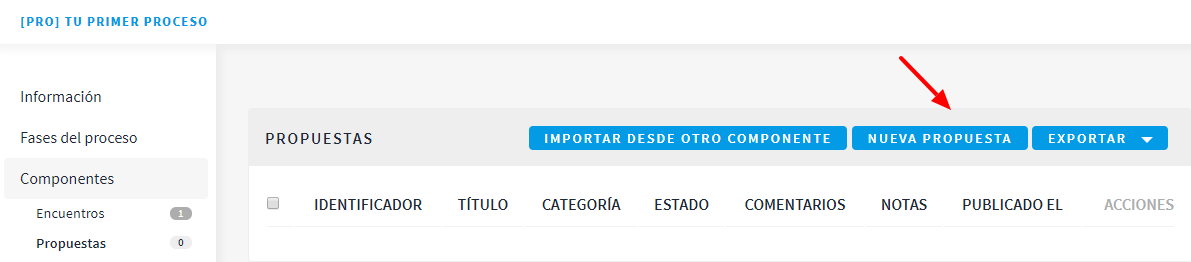 [PRO] TU PRIMER PROCESO
Información
Fases del proceso
Componentes
Encuentros 1
Propuestas 0
PROPUESTAS IMPORTAR DESDE OTRO COMPONENTE NUEVA PROPUESTA EXPORTAR
IDENTIFICADOR TÍTULO CATEGORÍA ESTADO COMENTARIOS NOTAS PUBLICADO EL ACCIONES